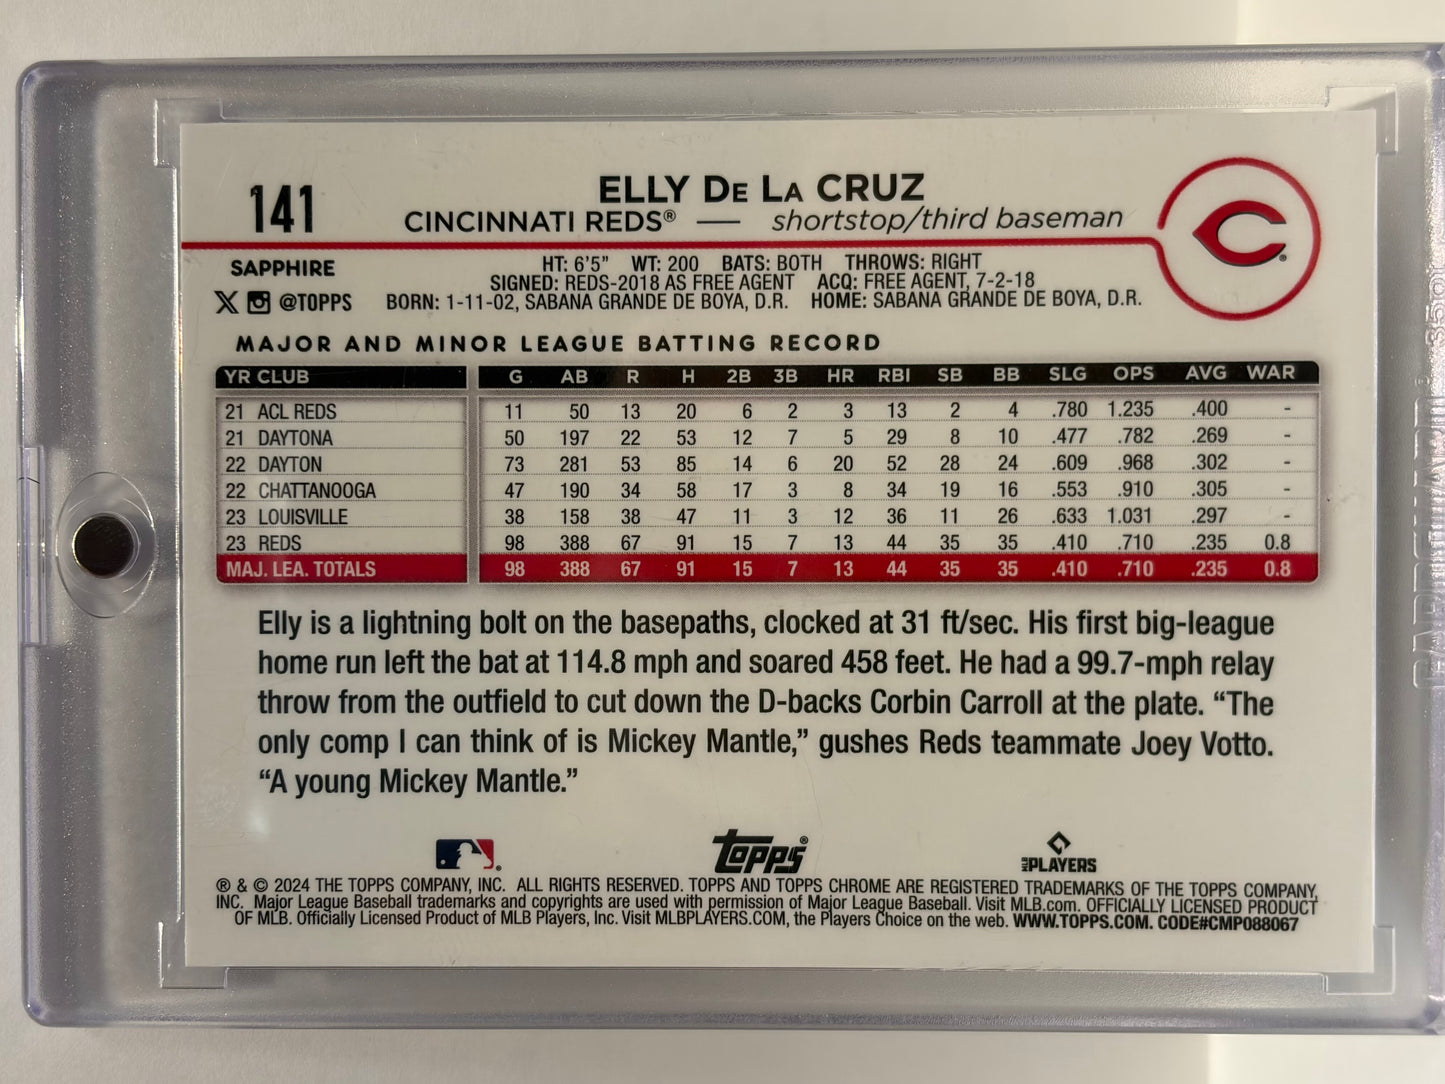 141
ELLY De La CRUZ
CINCINNATI REDS® — shortstop/third baseman
C
SAPPHIRE
X @TOPPS
HT: 6'5" WT: 200 BATS: BOTH THROWS: RIGHT
SIGNED: REDS-2018 AS FREE AGENT ACQ: FREE AGENT, 7-2-18
BORN: 1-11-02, SABANA GRANDE DE BOYA, D.R. HOME: SABANA GRANDE DE BOYA, D.R.
MAJOR AND MINOR LEAGUE BATTING RECORD
YR CLUB G AB R H 2B 3B HR RBI SB BB SLG OPS AVG WAR
21 ACL REDS 11 50 13 20 6 2 3 13 2 4 .780 1.235 .400 -
21 DAYTONA 50 197 22 53 12 7 5 29 8 10 .477 .782 .269 -
22 DAYTON 73 281 53 85 14 6 20 52 28 24 .609 .968 .302 -
22 CHATTANOOGA 47 190 34 58 17 3 8 34 19 16 .553 .910 .305 -
23 LOUISVILLE 38 158 38 47 11 3 12 36 11 26 .633 1.031 .297 -
23 REDS 98 388 67 91 15 7 13 44 35 35 .410 .710 .235 0.8
MAJ. LEA. TOTALS 98 388 67 91 15 7 13 44 35 35 .410 .710 .235 0.8
Elly is a lightning bolt on the basepaths, clocked at 31 ft/sec. His first big-league
home run left the bat at 114.8 mph and soared 458 feet. He had a 99.7-mph relay
throw from the outfield to cut down the D-backs Corbin Carroll at the plate. “The
only comp I can think of is Mickey Mantle,” gushes Reds teammate Joey Votto.
“A young Mickey Mantle.”
Topps®
MLB PLAYERS
® & © 2024 THE TOPPS COMPANY, INC. ALL RIGHTS RESERVED. TOPPS AND TOPPS CHROME ARE REGISTERED TRADEMARKS OF THE TOPPS COMPANY,
INC. Major League Baseball trademarks and copyrights are used with permission of Major League Baseball. Visit MLB.com. OFFICIALLY LICENSED PRODUCT
OF MLB. Officially Licensed Product of MLB Players, Inc. Visit MLBPLAYERS.COM, the Players Choice on the web. WWW.TOPPS.COM. CODE#CMP088067